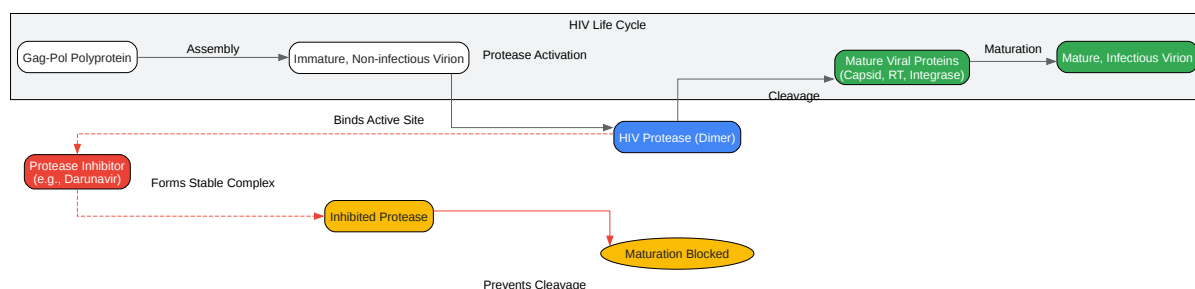 HIV Life Cycle
Gag-Pol Polyprotein
Assembly
Immature, Non-infectious Virion
Protease Activation
Mature Viral Proteins
(Capsid, RT, Integrase)
Maturation
Mature, Infectious Virion
Cleavage
Binds Active Site
HIV Protease (Dimer)
Protease Inhibitor
(e.g., Darunavir)
Forms Stable Complex
Inhibited Protease
Maturation Blocked
Prevents Cleavage